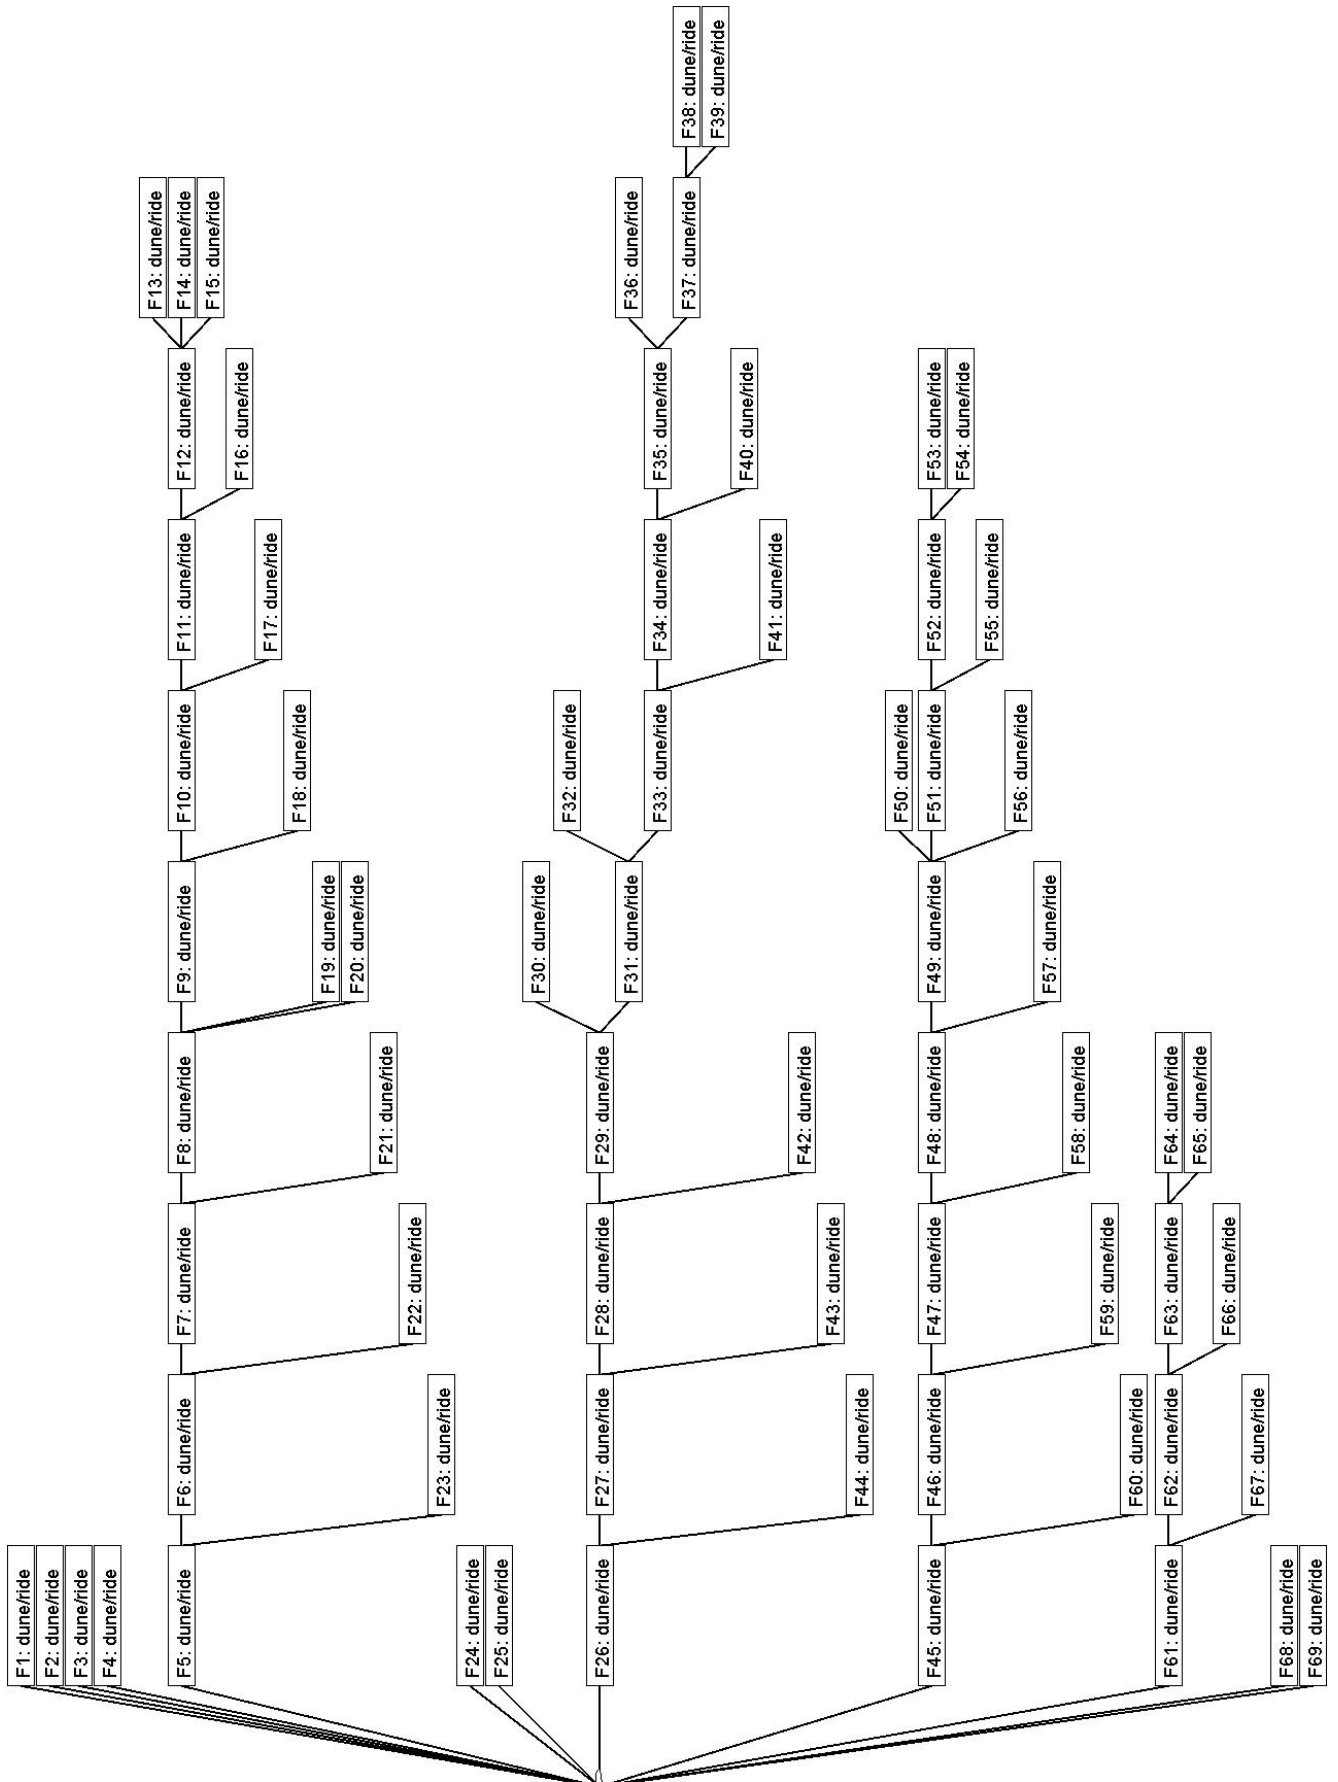 F1: dune/ride
F2: dune/ride
F3: dune/ride
F4: dune/ride
F5: dune/ride
F6: dune/ride
F7: dune/ride
F8: dune/ride
F9: dune/ride
F10: dune/ride
F11: dune/ride
F12: dune/ride
F13: dune/ride
F14: dune/ride
F15: dune/ride
F16: dune/ride
F17: dune/ride
F18: dune/ride
F19: dune/ride
F20: dune/ride
F21: dune/ride
F22: dune/ride
F23: dune/ride
F24: dune/ride
F25: dune/ride
F26: dune/ride
F27: dune/ride
F28: dune/ride
F29: dune/ride
F30: dune/ride
F31: dune/ride
F32: dune/ride
F33: dune/ride
F34: dune/ride
F35: dune/ride
F36: dune/ride
F37: dune/ride
F38: dune/ride
F39: dune/ride
F40: dune/ride
F41: dune/ride
F42: dune/ride
F43: dune/ride
F44: dune/ride
F45: dune/ride
F46: dune/ride
F47: dune/ride
F48: dune/ride
F49: dune/ride
F50: dune/ride
F51: dune/ride
F52: dune/ride
F53: dune/ride
F54: dune/ride
F55: dune/ride
F56: dune/ride
F57: dune/ride
F58: dune/ride
F59: dune/ride
F60: dune/ride
F61: dune/ride
F62: dune/ride
F63: dune/ride
F64: dune/ride
F65: dune/ride
F66: dune/ride
F67: dune/ride
F68: dune/ride
F69: dune/ride